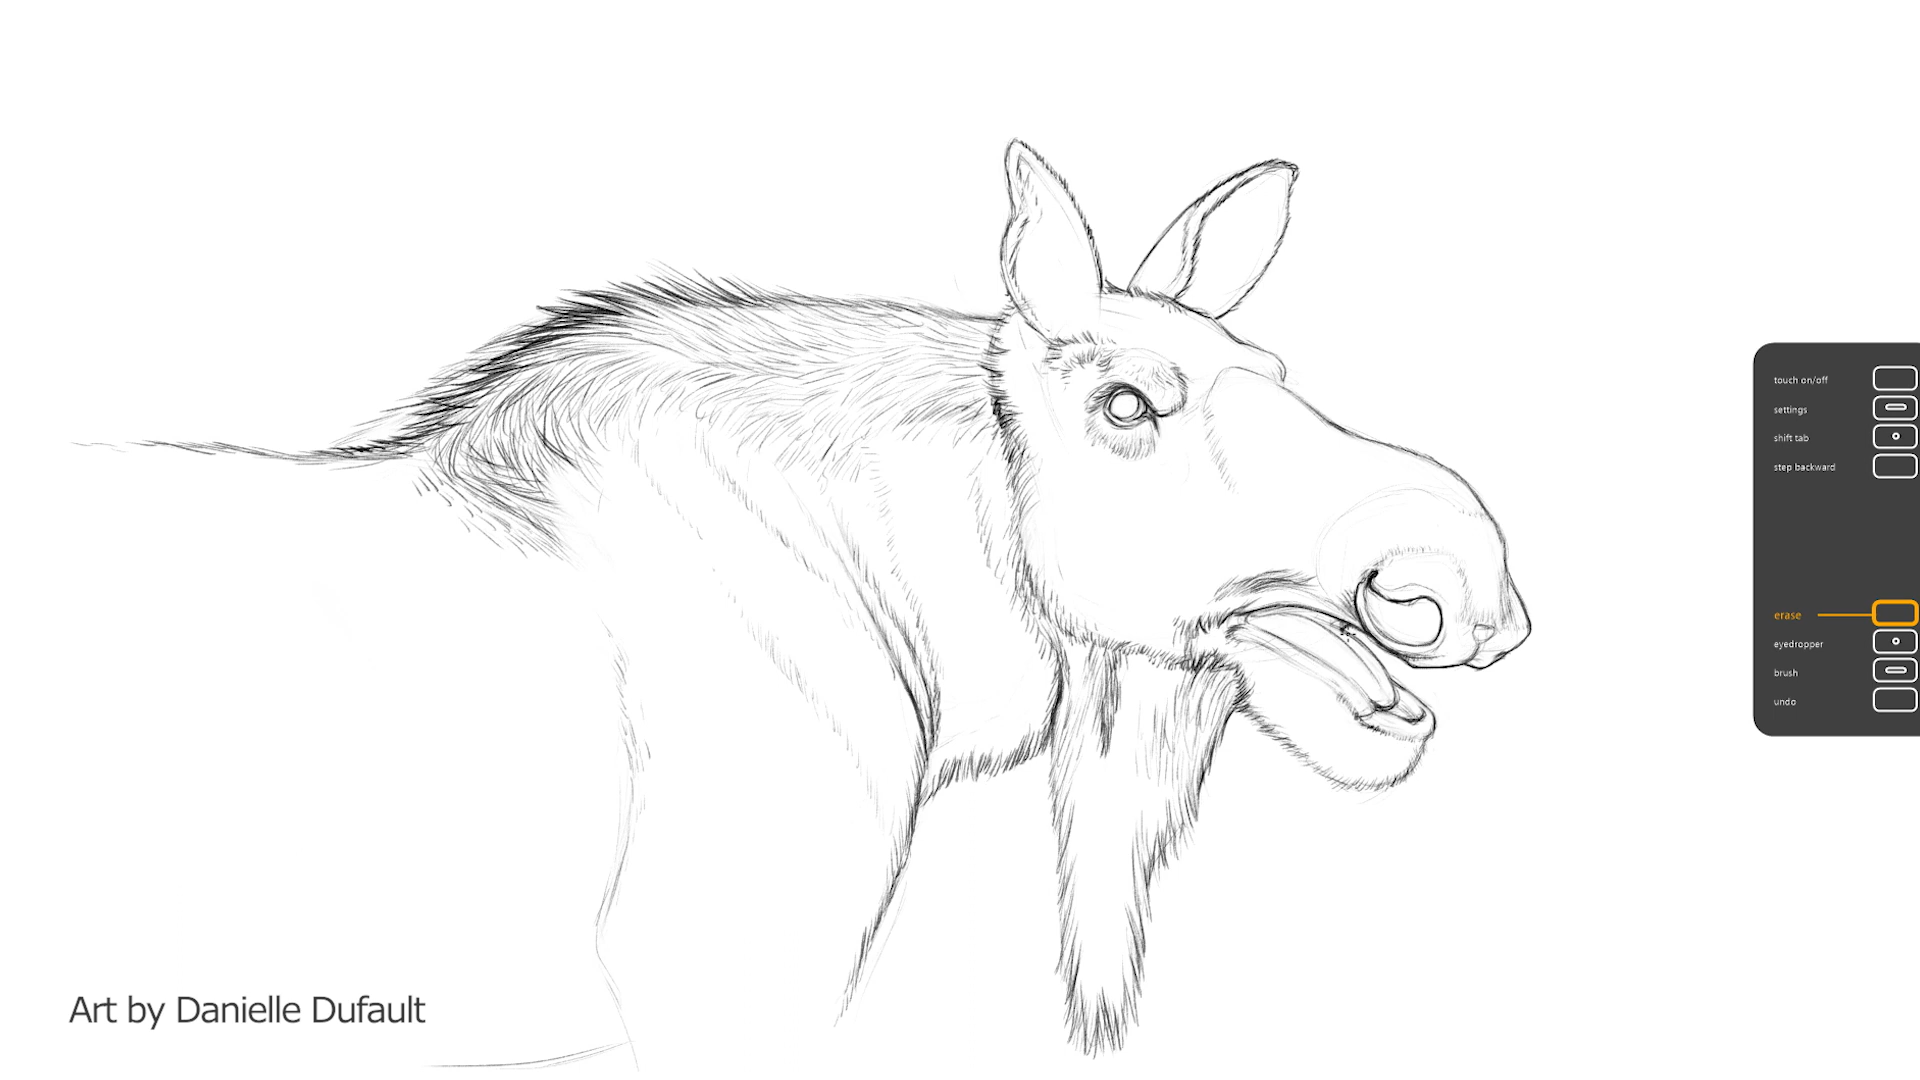 touch on/off
settings
shift tab
step backward
erase
eyedropper
brush
undo
Art by Danielle Dufault